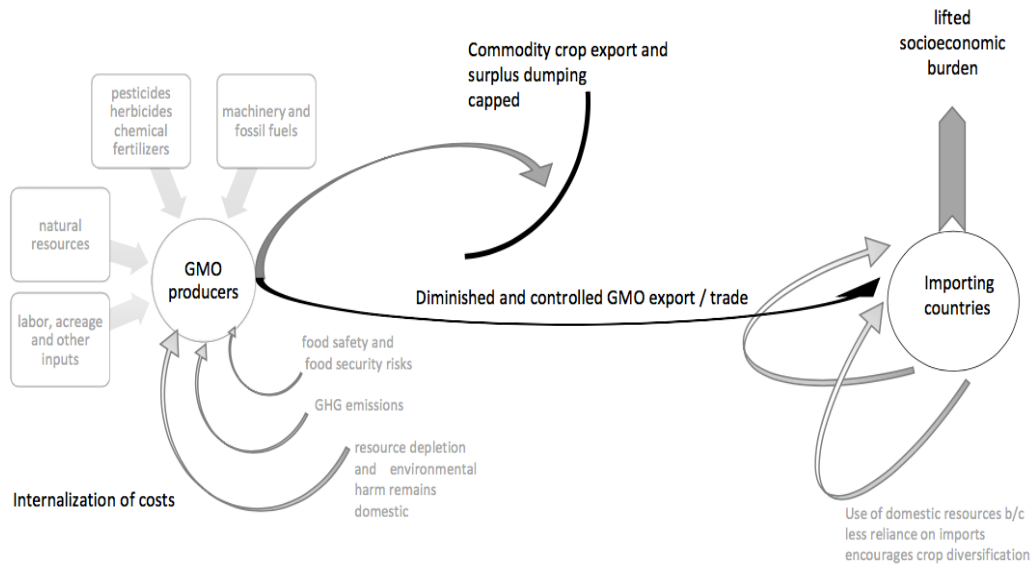 lifted
socioeconomic
burden
Commodity crop export and
surplus dumping
capped
pesticides
herbicides
chemical
fertilizers
machinery and
fossil fuels
natural
resources
GMO
producers
labor, acreage
and other
inputs
Diminished and controlled GMO export / trade
Importing
countries
food safety and
food security risks
GHG emissions
resource depletion
and environmental
harm remains
domestic
Internalization of costs
Use of domestic resources b/c
less reliance on imports
encourages crop diversification